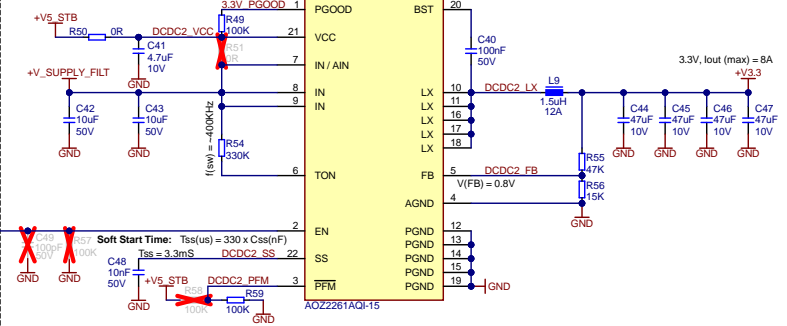 3.3V_PGOOD
1
PGOOD
BST
20
+V5_STB
R50
0R
DCDC2_VCC
R49
100K
21
VCC
C41
4.7uF
10V
GND
R51
0R
7
IN / AIN
C40
100nF
50V
+V_SUPPLY_FILT
8
IN
9
IN
C42
10uF
50V
GND
C43
10uF
50V
GND
f(sw) = ~400KHz
R54
330K
6
TON
LX
10
LX
11
LX
16
LX
17
LX
18
DCDC2_LX
L9
1.5uH
12A
3.3V, Iout (max) = 8A
+V3.3
C44
47uF
10V
GND
C45
47uF
10V
GND
C46
47uF
10V
GND
C47
47uF
10V
GND
FB
5
DCDC2_FB
V(FB) = 0.8V
R55
47K
R56
15K
GND
AGND
4
2
EN
C49
100pF
50V
GND
R57
100K
GND
Soft Start Time: Tss(us) = 330 x Css(nF)
Tss = 3.3mS
DCDC2_SS
22
SS
C48
10nF
50V
GND
+V5_STB
DCDC2_PFM
3
PFM
R58
100K
R59
100K
GND
PGND
12
PGND
13
PGND
14
PGND
15
PGND
19
GND
AOZ2261AQI-15